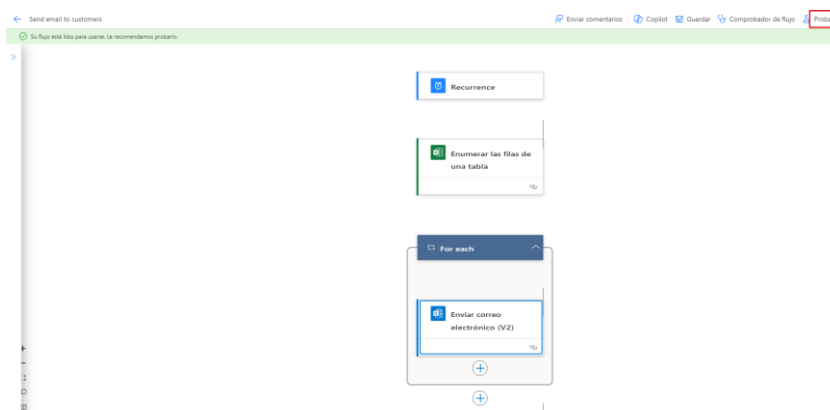 Send email to customers
Enviar comentarios Copilot Guardar Comprobador de flujo Proba
Su flujo está listo para usarse. Le recomendamos probarlo.
Recurrence
Enumerar las filas de
una tabla
For each
Enviar correo
electrónico (V2)